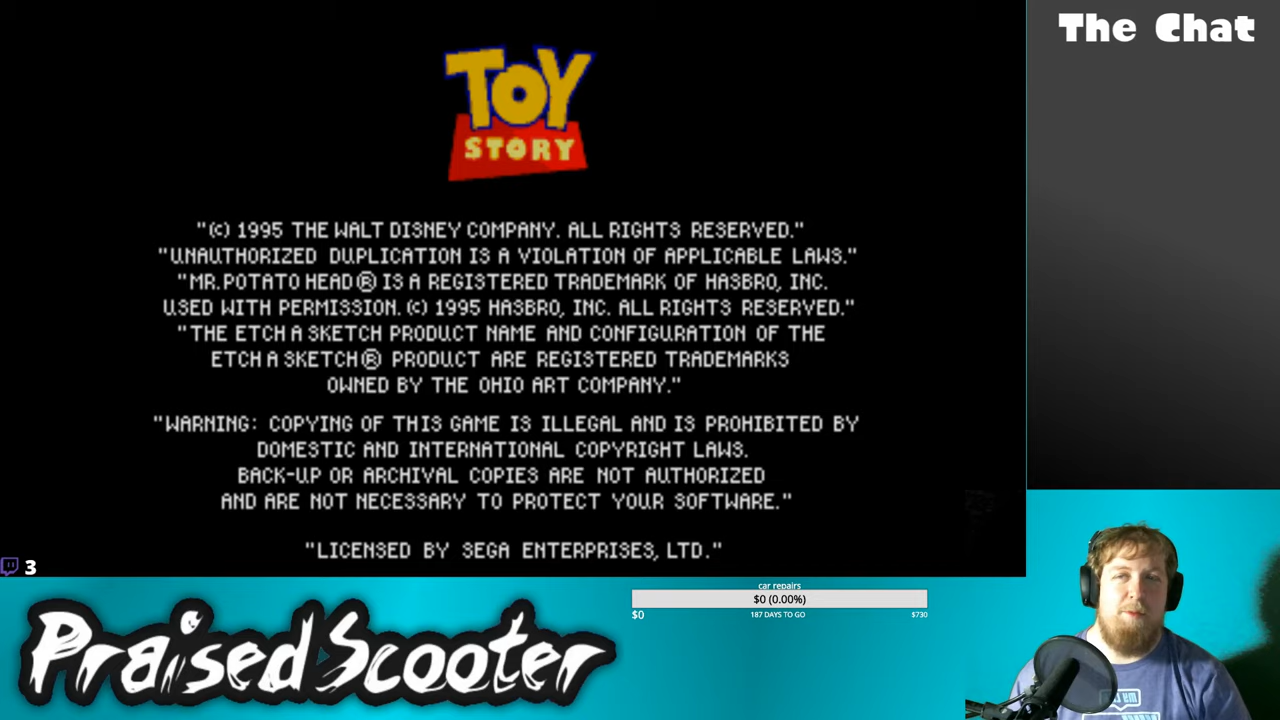 The Chat
TOY
STORY
"© 1995 THE WALT DISNEY COMPANY. ALL RIGHTS RESERVED."
"UNAUTHORIZED DUPLICATION IS A VIOLATION OF APPLICABLE LAWS."
"MR. POTATO HEAD® IS A REGISTERED TRADEMARK OF HASBRO, INC.
USED WITH PERMISSION. © 1995 HASBRO, INC. ALL RIGHTS RESERVED."
"THE ETCH A SKETCH PRODUCT NAME AND CONFIGURATION OF THE
ETCH A SKETCH® PRODUCT ARE REGISTERED TRADEMARKS
OWNED BY THE OHIO ART COMPANY."
"WARNING: COPYING OF THIS GAME IS ILLEGAL AND IS PROHIBITED BY
DOMESTIC AND INTERNATIONAL COPYRIGHT LAWS.
BACK-UP OR ARCHIVAL COPIES ARE NOT AUTHORIZED
AND ARE NOT NECESSARY TO PROTECT YOUR SOFTWARE."
"LICENSED BY SEGA ENTERPRISES, LTD."
3
car repairs
$0 (0.00%)
$0 187 DAYS TO GO $730
PraisedScooter